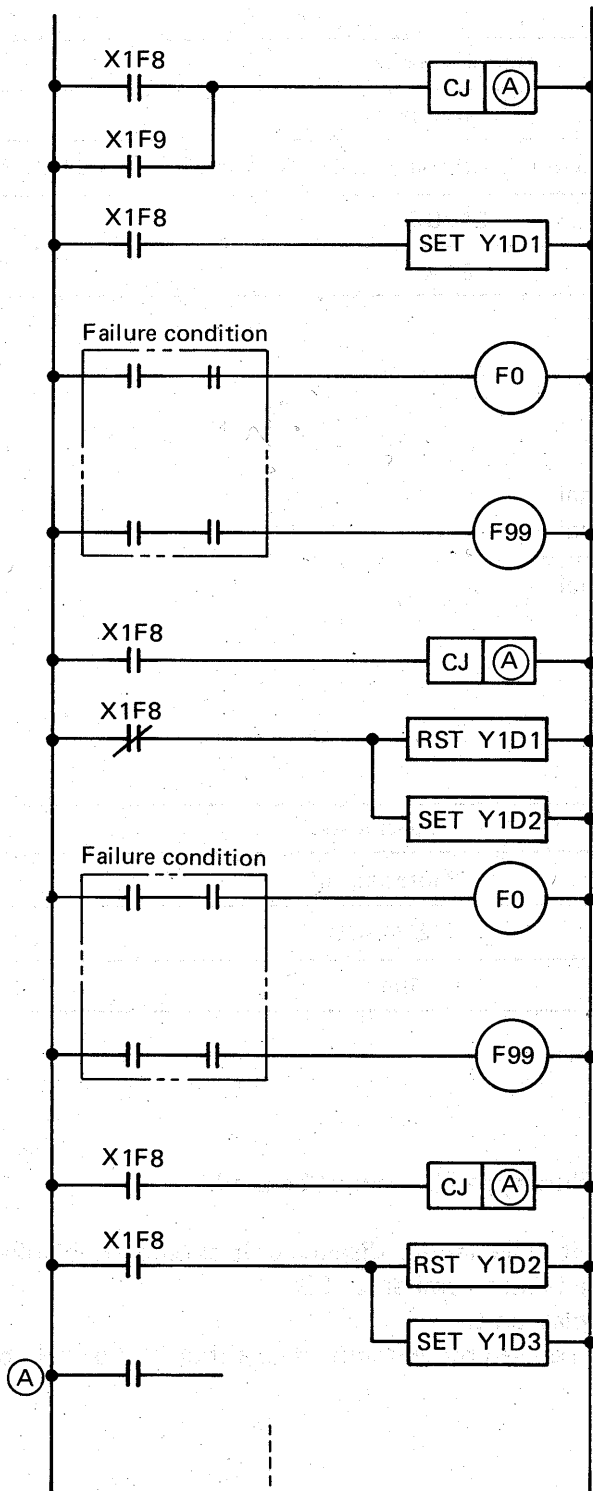 X1F8
CJ A
X1F9
X1F8
SET Y1D1
Failure condition
F0
F99
X1F8
CJ A
X1F8
RST Y1D1
SET Y1D2
Failure condition
F0
F99
X1F8
CJ A
X1F8
RST Y1D2
SET Y1D3
A